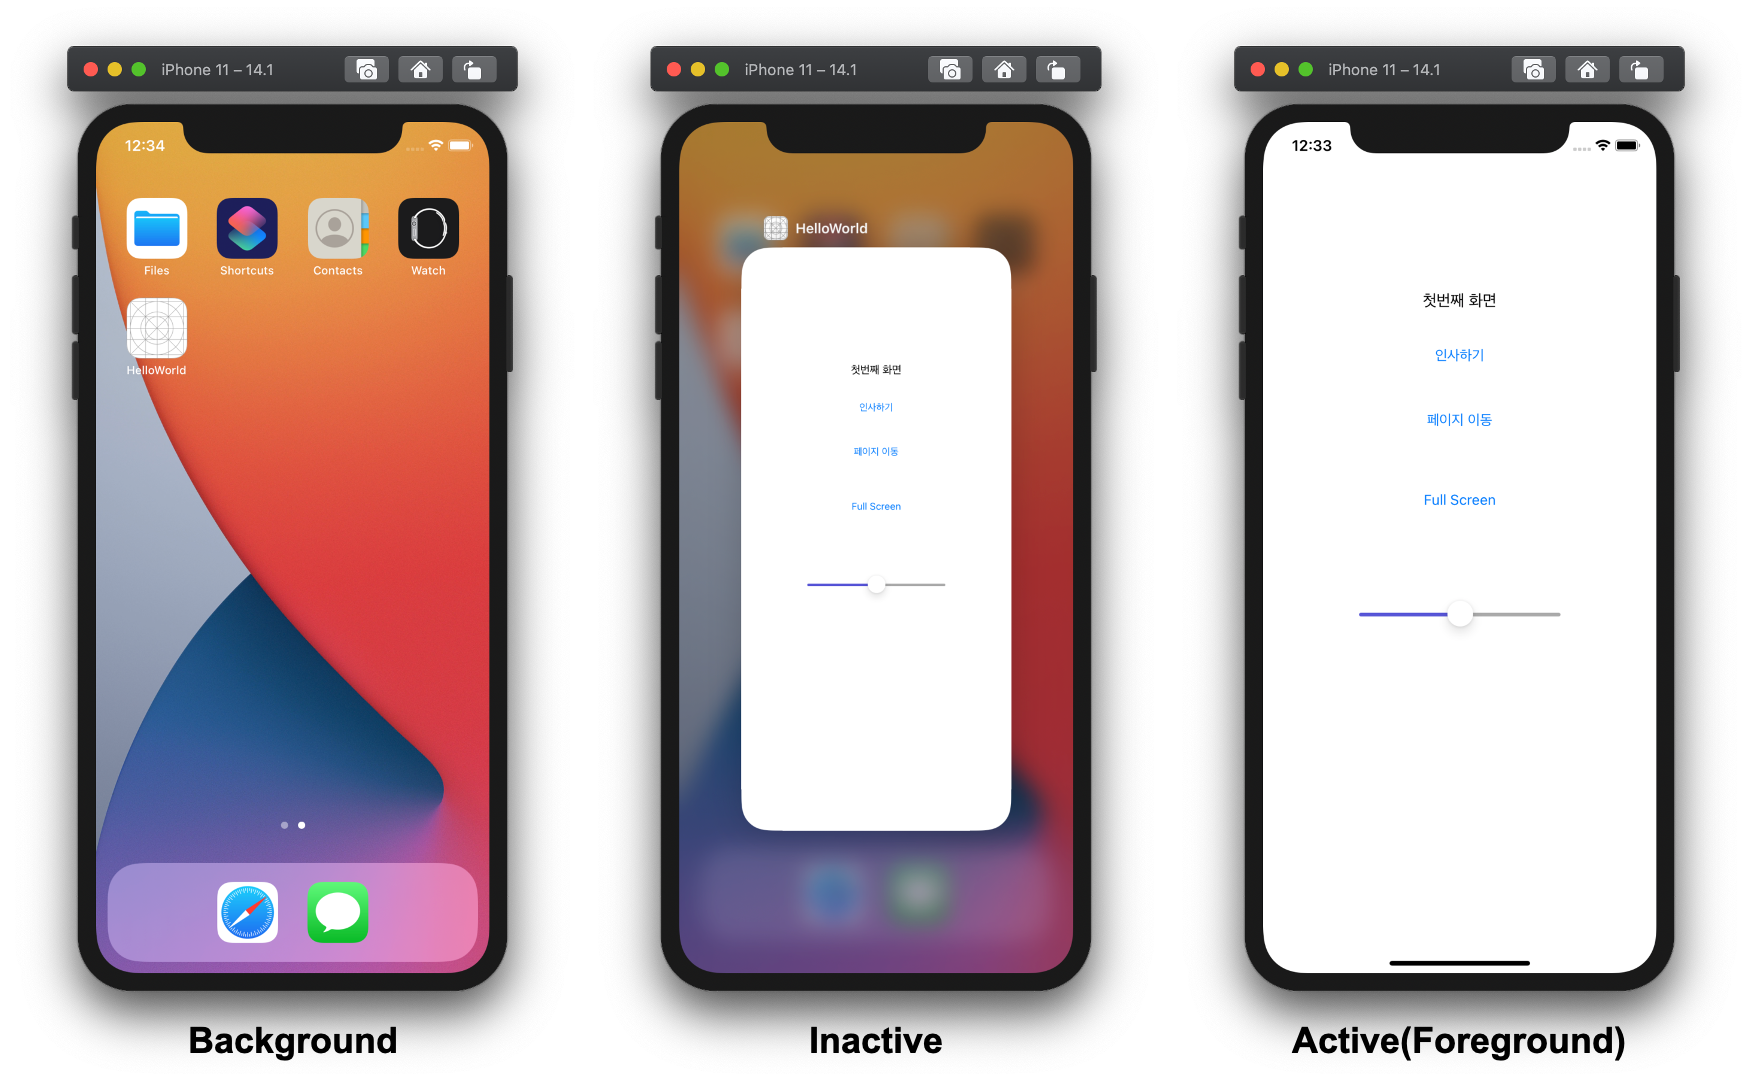 iPhone 11 – 14.1
12:34
Files
Shortcuts
Contacts
Watch
HelloWorld
Background
iPhone 11 – 14.1
HelloWorld
첫번째 화면
인사하기
페이지 이동
Full Screen
Inactive
iPhone 11 – 14.1
12:33
첫번째 화면
인사하기
페이지 이동
Full Screen
Active(Foreground)